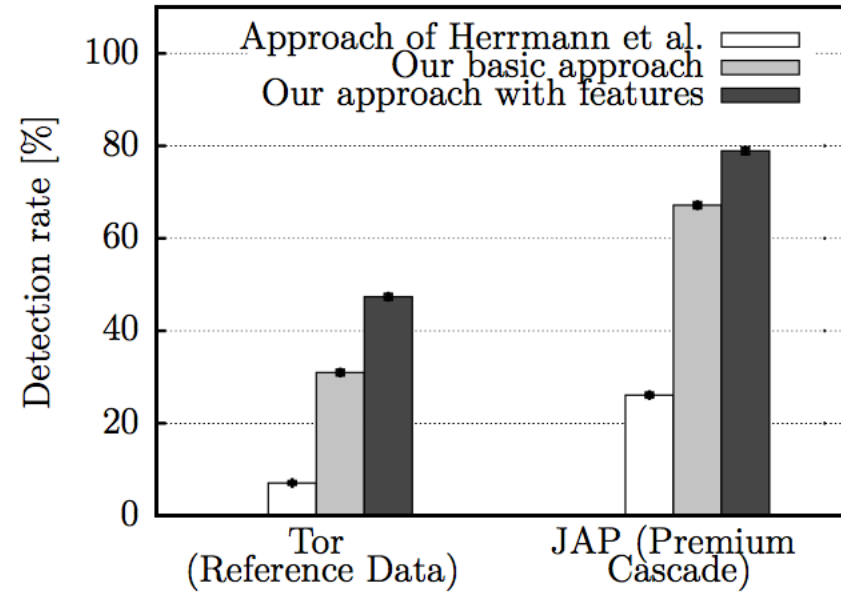 Detection rate [%]
100
80
60
40
20
0
Approach of Herrmann et al.
Our basic approach
Our approach with features
Tor
(Reference Data)
JAP (Premium
Cascade)